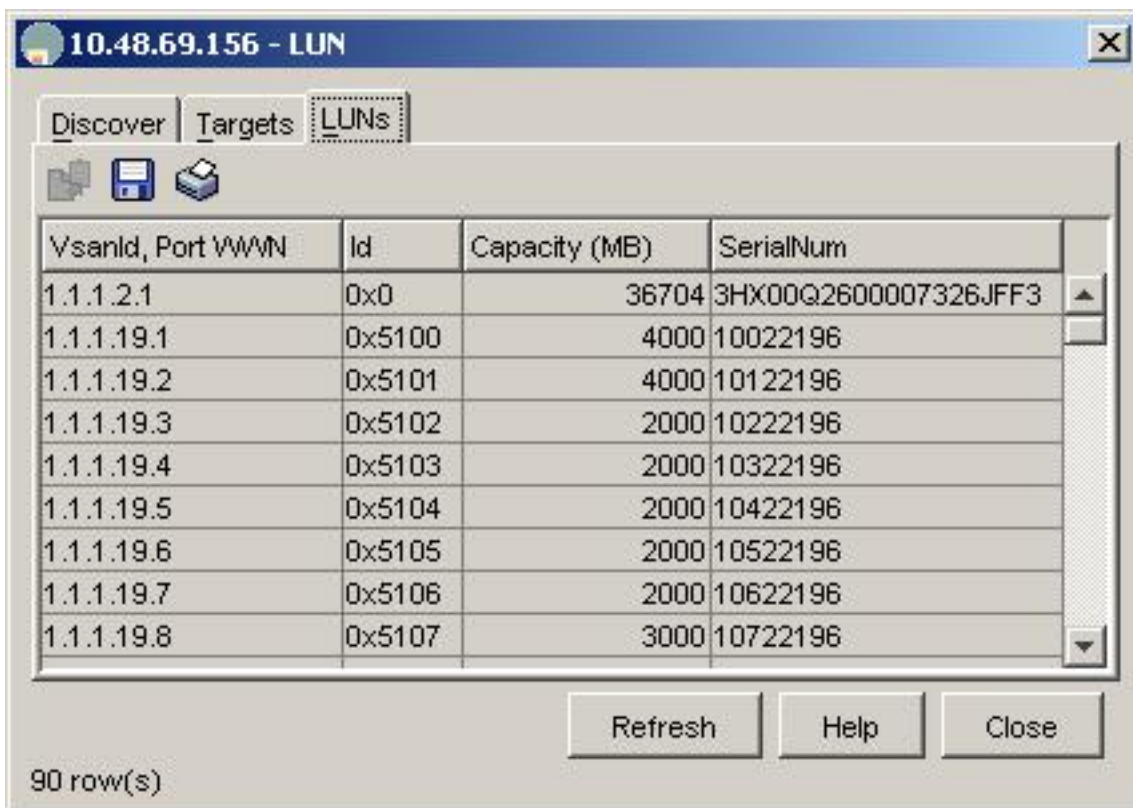 10.48.69.156 - LUN
Discover Targets LUNs
VsanId, Port WWN Id Capacity (MB) SerialNum
1.1.1.2.1 0x0 36704 3HX00Q2600007326JFF3
1.1.1.19.1 0x5100 4000 10022196
1.1.1.19.2 0x5101 4000 10122196
1.1.1.19.3 0x5102 2000 10222196
1.1.1.19.4 0x5103 2000 10322196
1.1.1.19.5 0x5104 2000 10422196
1.1.1.19.6 0x5105 2000 10522196
1.1.1.19.7 0x5106 2000 10622196
1.1.1.19.8 0x5107 3000 10722196
Refresh Help Close
90 row(s)